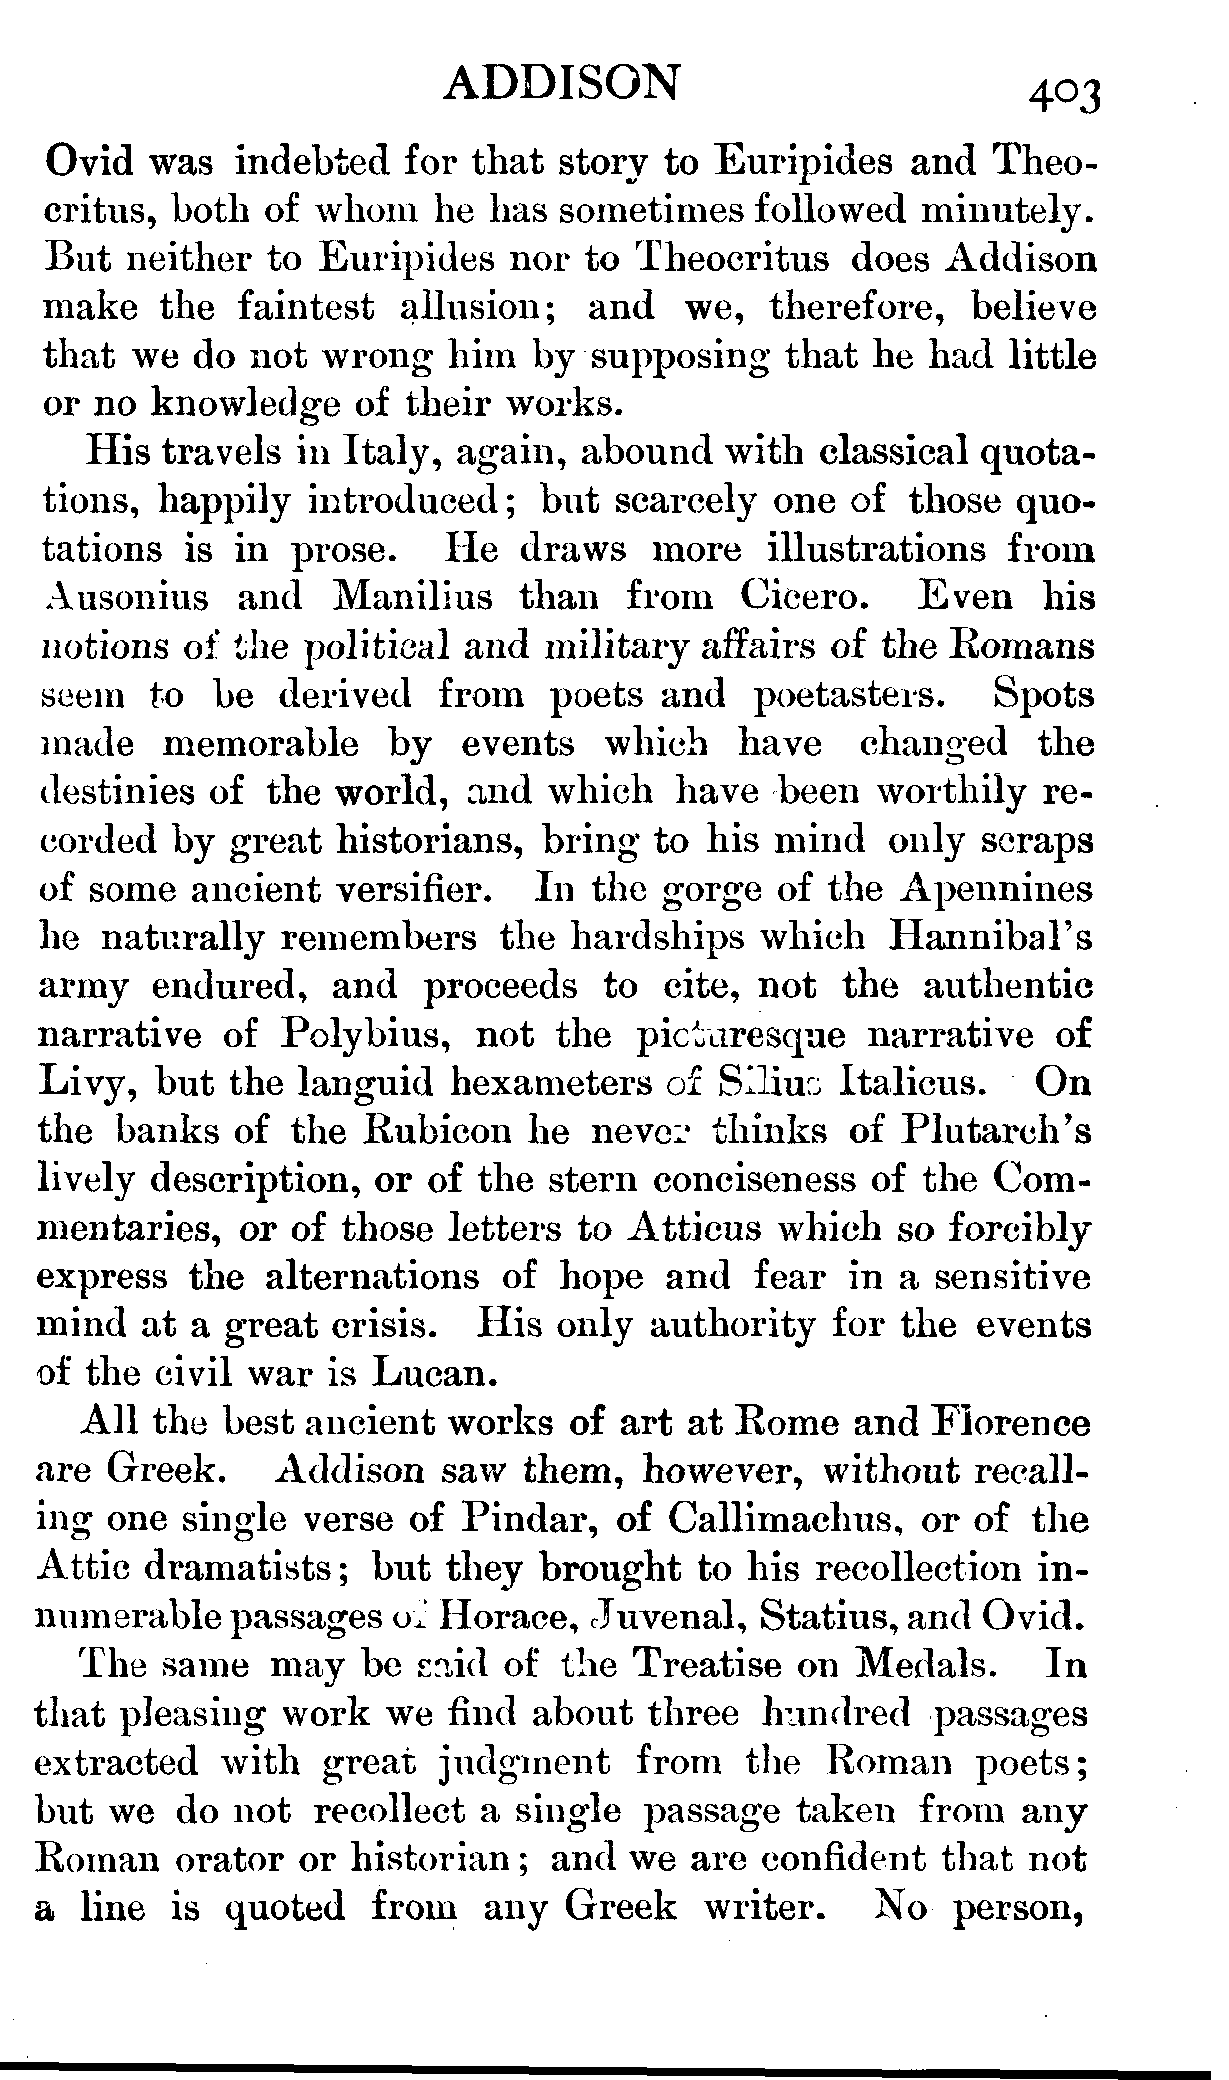 ADDISON 403
Ovid was indebted for that story to Euripides and Theo-
critus, both of whom he has sometimes followed minutely.
But neither to Euripides nor to Theocritus does Addison
make the faintest allusion; and we, therefore, believe
that we do not wrong him by supposing that he had little
or no knowledge of their works.
His travels in Italy, again, abound with classical quota-
tions, happily introduced; but scarcely one of those quo-
tations is in prose. He draws more illustrations from
Ausonius and Manilius than from Cicero. Even his
notions of the political and military affairs of the Romans
seem to be derived from poets and poetasters. Spots
made memorable by events which have changed the
destinies of the world, and which have been worthily re-
corded by great historians, bring to his mind only scraps
of some ancient versifier. In the gorge of the Apennines
he naturally remembers the hardships which Hannibal's
army endured, and proceeds to cite, not the authentic
narrative of Polybius, not the picturesque narrative of
Livy, but the languid hexameters of Silius Italicus. On
the banks of the Rubicon he never thinks of Plutarch's
lively description, or of the stern conciseness of the Com-
mentaries, or of those letters to Atticus which so forcibly
express the alternations of hope and fear in a sensitive
mind at a great crisis. His only authority for the events
of the civil war is Lucan.
All the best ancient works of art at Rome and Florence
are Greek. Addison saw them, however, without recall-
ing one single verse of Pindar, of Callimachus, or of the
Attic dramatists; but they brought to his recollection in-
numerable passages of Horace, Juvenal, Statius, and Ovid.
The same may be said of the Treatise on Medals. In
that pleasing work we find about three hundred passages
extracted with great judgment from the Roman poets;
but we do not recollect a single passage taken from any
Roman orator or historian; and we are confident that not
a line is quoted from any Greek writer. No person,